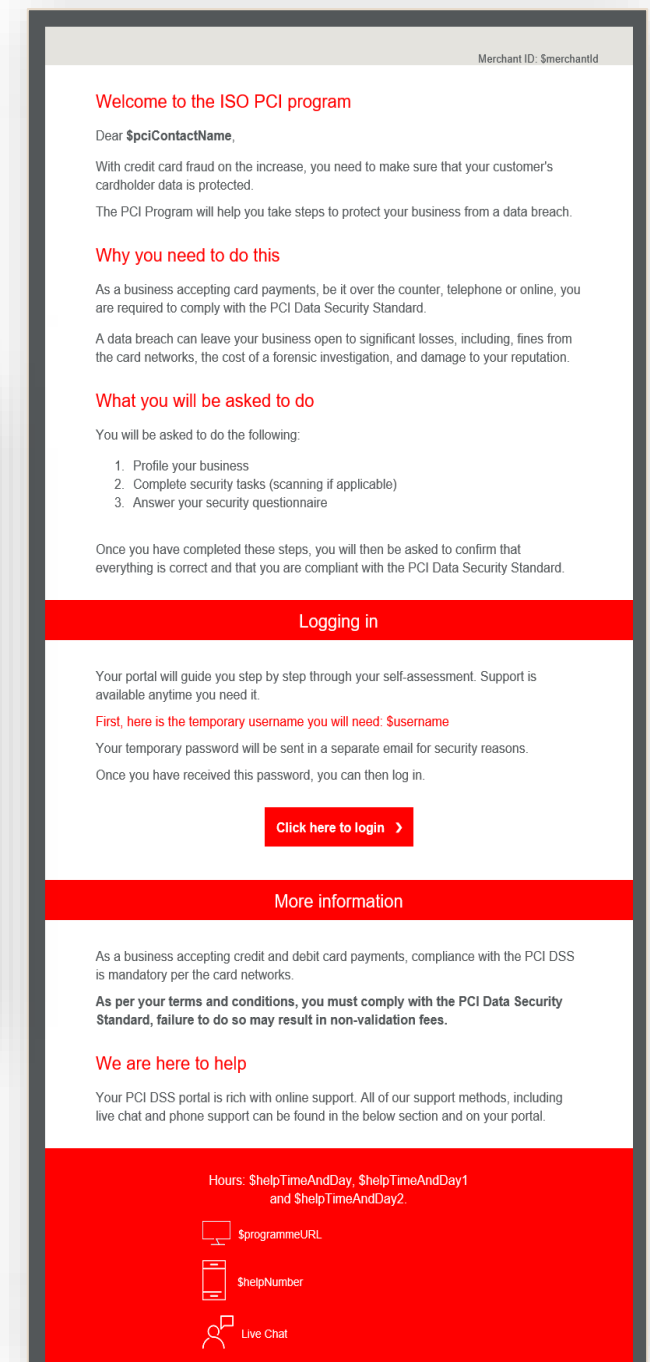 Merchant ID: $merchantId
Welcome to the ISO PCI program
Dear $pciContactName,
With credit card fraud on the increase, you need to make sure that your customer's
cardholder data is protected.
The PCI Program will help you take steps to protect your business from a data breach.
Why you need to do this
As a business accepting card payments, be it over the counter, telephone or online, you
are required to comply with the PCI Data Security Standard.
A data breach can leave your business open to significant losses, including, fines from
the card networks, the cost of a forensic investigation, and damage to your reputation.
What you will be asked to do
You will be asked to do the following:
1. Profile your business
2. Complete security tasks (scanning if applicable)
3. Answer your security questionnaire
Once you have completed these steps, you will then be asked to confirm that
everything is correct and that you are compliant with the PCI Data Security Standard.
Logging in
Your portal will guide you step by step through your self-assessment. Support is
available anytime you need it.
First, here is the temporary username you will need: $username
Your temporary password will be sent in a separate email for security reasons.
Once you have received this password, you can then log in.
Click here to login ❯
More information
As a business accepting credit and debit card payments, compliance with the PCI DSS
is mandatory per the card networks.
As per your terms and conditions, you must comply with the PCI Data Security
Standard, failure to do so may result in non-validation fees.
We are here to help
Your PCI DSS portal is rich with online support. All of our support methods, including
live chat and phone support can be found in the below section and on your portal.
Hours: $helpTimeAndDay, $helpTimeAndDay1
and $helpTimeAndDay2.
$programmeURL
$helpNumber
Live Chat